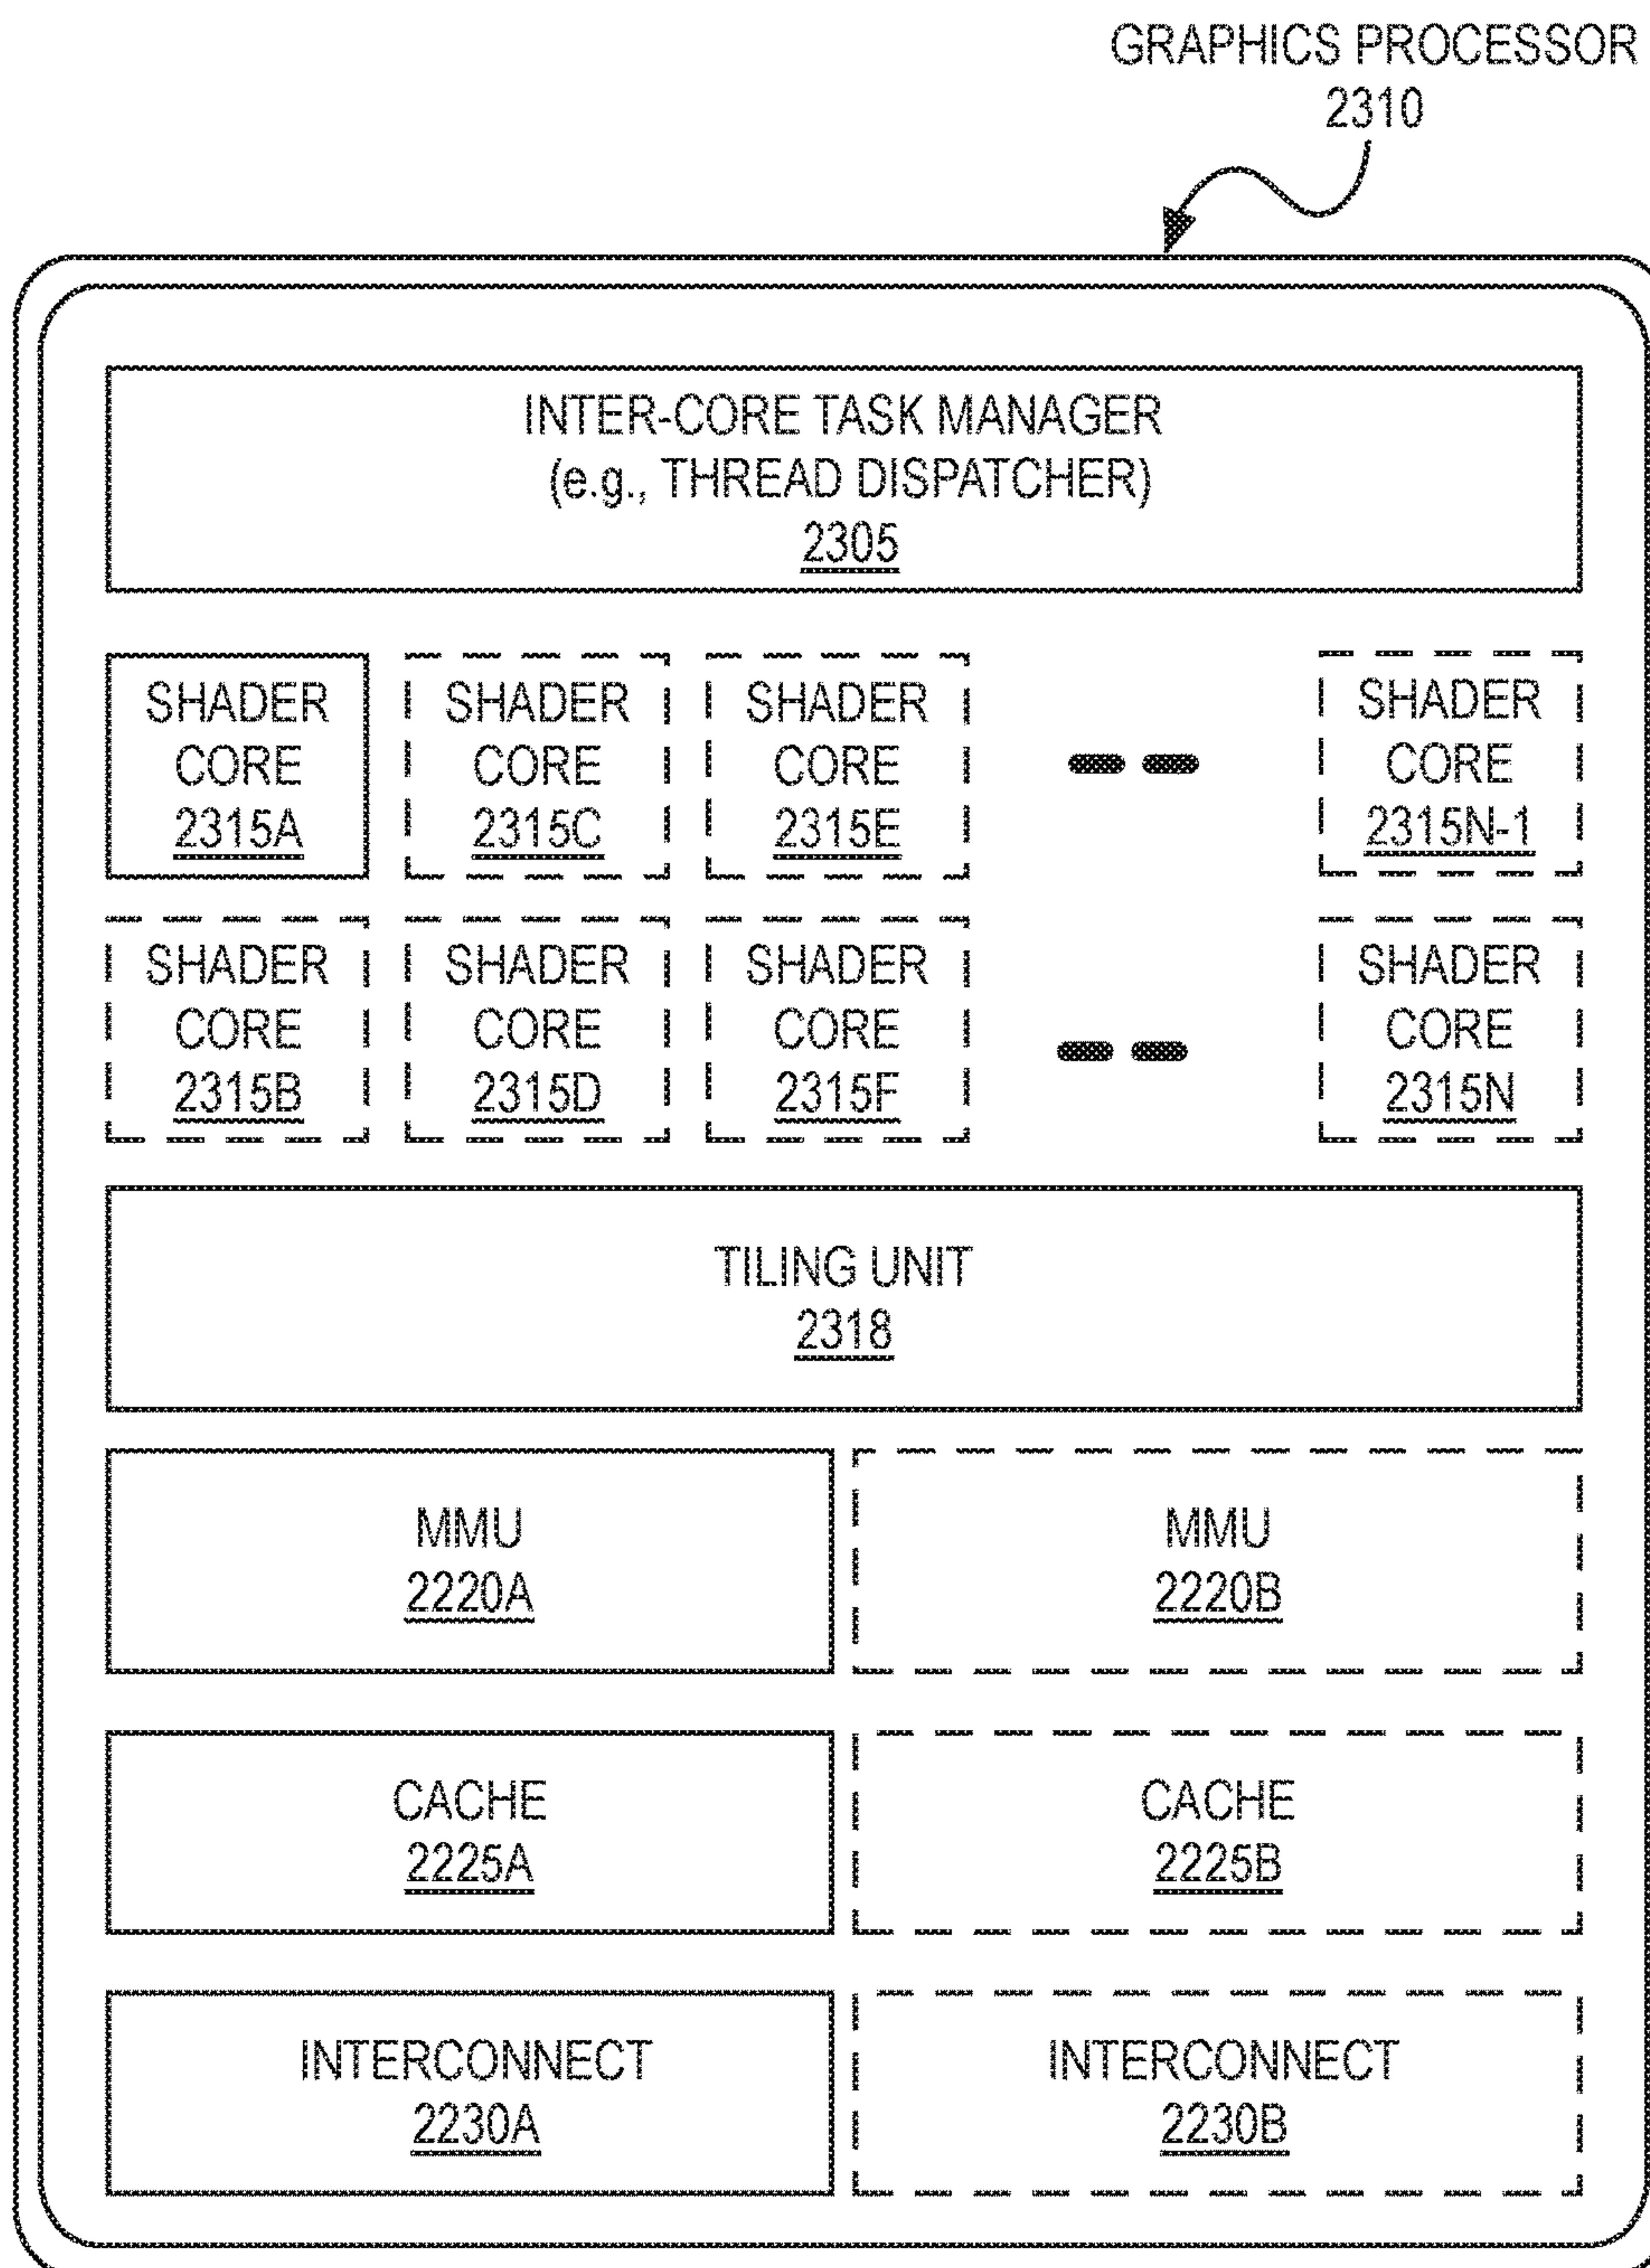 GRAPHICS PROCESSOR
2310
INTER-CORE TASK MANAGER
(e.g., THREAD DISPATCHER)
2305
SHADER
CORE
2315A
SHADER
CORE
2315C
SHADER
CORE
2315E
SHADER
CORE
2315N-1
SHADER
CORE
2315B
SHADER
CORE
2315D
SHADER
CORE
2315F
SHADER
CORE
2315N
TILING UNIT
2318
MMU
2220A
MMU
2220B
CACHE
2225A
CACHE
2225B
INTERCONNECT
2230A
INTERCONNECT
2230B